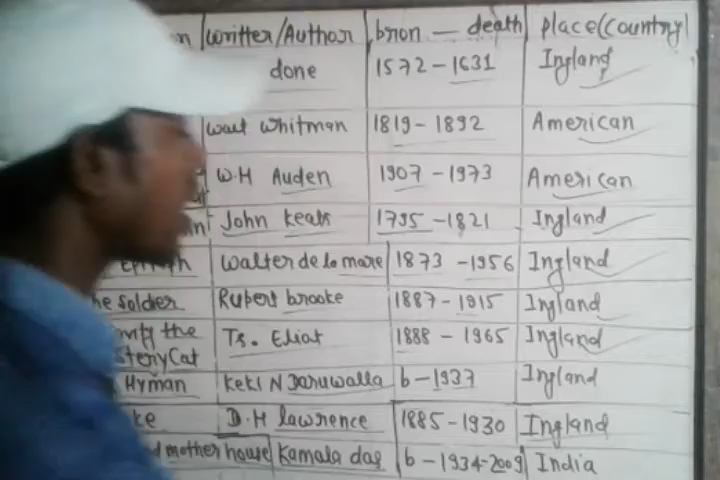 writter/Author bron — death place(country)
done 1572-1631 Ingland
walt whitman 1819-1892 American
W.H Auden 1907-1973 American
John keats 1795-1821 Ingland
Epitaph Walter de la mare 1873-1956 Ingland
he soldier Rupert brooke 1887-1915 Ingland
the Ts. Eliat 1888-1965 Ingland
steryCat
Hyman keki N Daruwalla b-1937 Ingland
ke D.H lawrence 1885-1930 Ingland
mother house Kamala das b-1934-2009 India